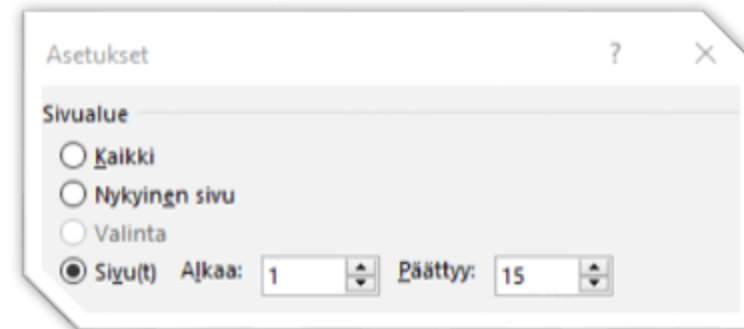 Asetukset ?
Sivualue
Kaikki
Nykyinen sivu
Valinta
Sivu(t) Alkaa: 1 Päättyy: 15